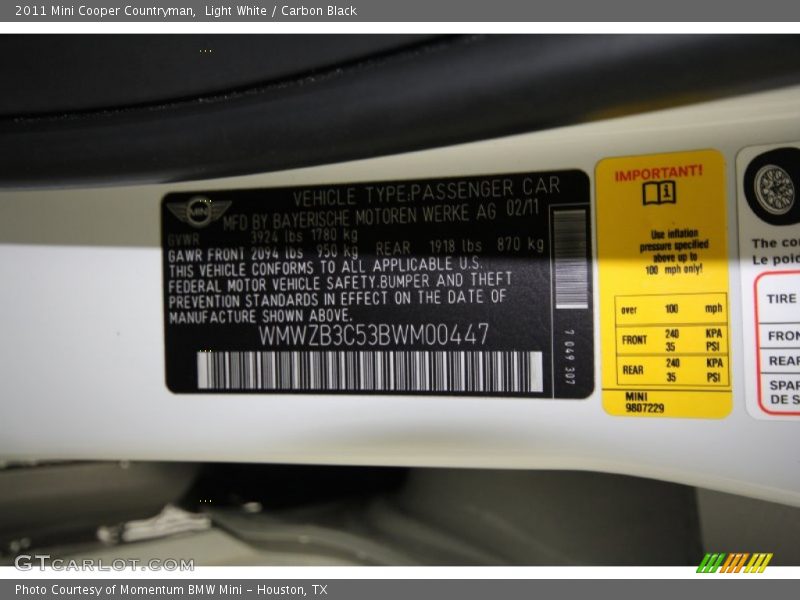 2011 Mini Cooper Countryman,  Light White / Carbon Black
MINI
VEHICLE TYPE:PASSENGER CAR
MFD BY BAYERISCHE MOTOREN WERKE AG 02/11
GVWR 3924 lbs 1780 kg
GAWR FRONT 2094 lbs 950 kg REAR 1918 lbs 870 kg
THIS VEHICLE CONFORMS TO ALL APPLICABLE U.S.
FEDERAL MOTOR VEHICLE SAFETY.BUMPER AND THEFT
PREVENTION STANDARDS IN EFFECT ON THE DATE OF
MANUFACTURE SHOWN ABOVE.
WMWZB3C53BWM00447
7 049 307
IMPORTANT!
Use inflation
pressure specified
above up to
100 mph only!
over 100 mph
FRONT 240 KPA
35 PSI
REAR 240 KPA
35 PSI
MINI
9807229
The
Le
TIRE
GTCARLOT.COM
Photo Courtesy of Momentum BMW Mini - Houston, TX